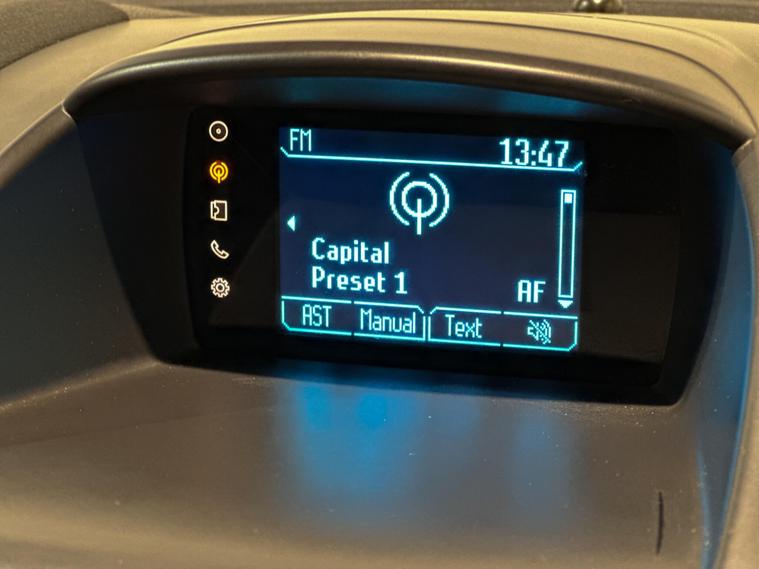 FM 13:47
Capital
Preset 1
AF
AST Manual Text